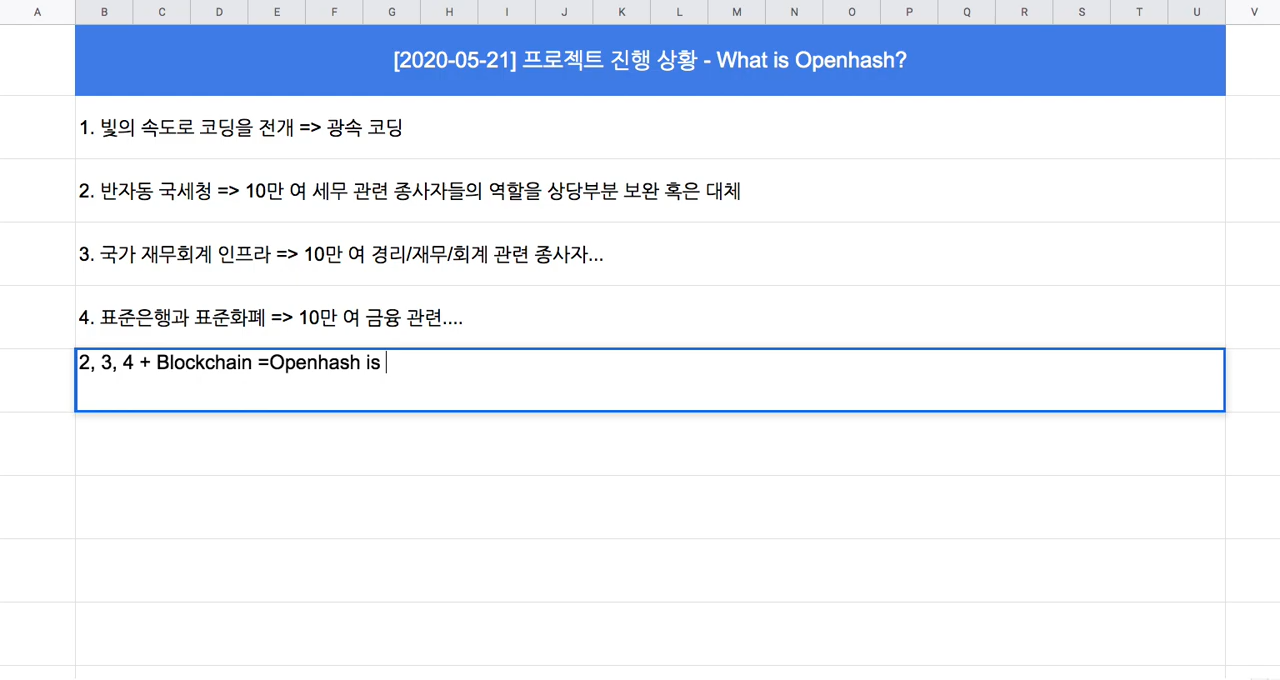 A B C D E F G H I J K L M N O P Q R S T U V
[2020-05-21] 프로젝트 진행 상황 - What is Openhash?
1. 빛의 속도로 코딩을 전개 => 광속 코딩
2. 반자동 국세청 => 10만 여 세무 관련 종사자들의 역할을 상당부분 보완 혹은 대체
3. 국가 재무회계 인프라 => 10만 여 경리/재무/회계 관련 종사자...
4. 표준은행과 표준화폐 => 10만 여 금융 관련....
2, 3, 4 + Blockchain =Openhash is